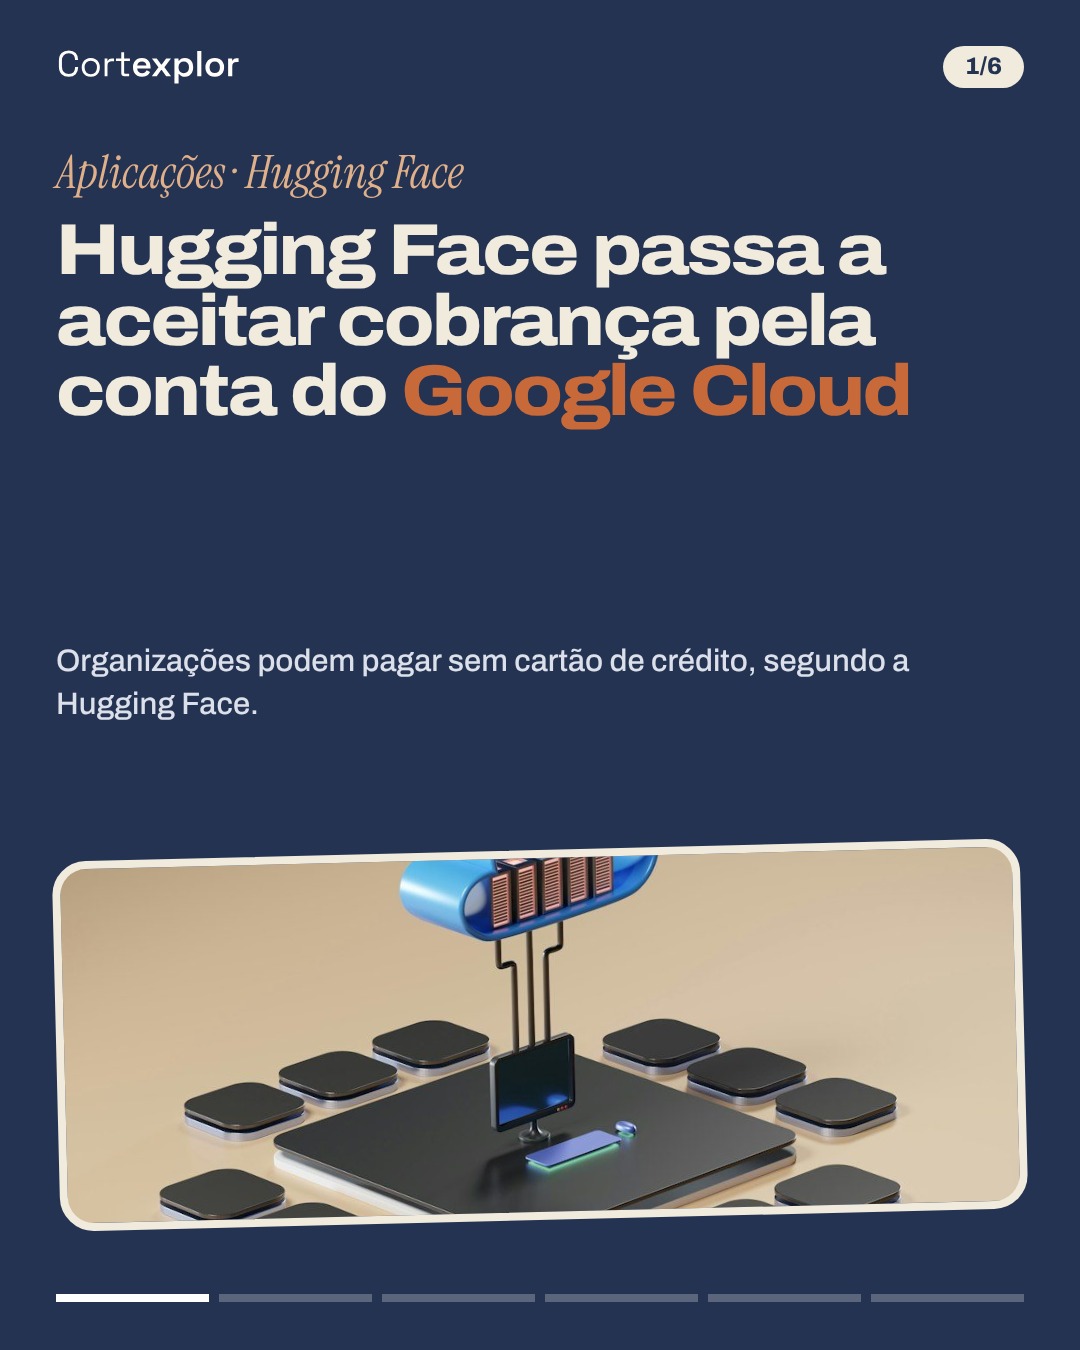 Cortexplor
1/6
Aplicações · Hugging Face
Hugging Face passa a
aceitar cobrança pela
conta do Google Cloud
Organizações podem pagar sem cartão de crédito, segundo a
Hugging Face.